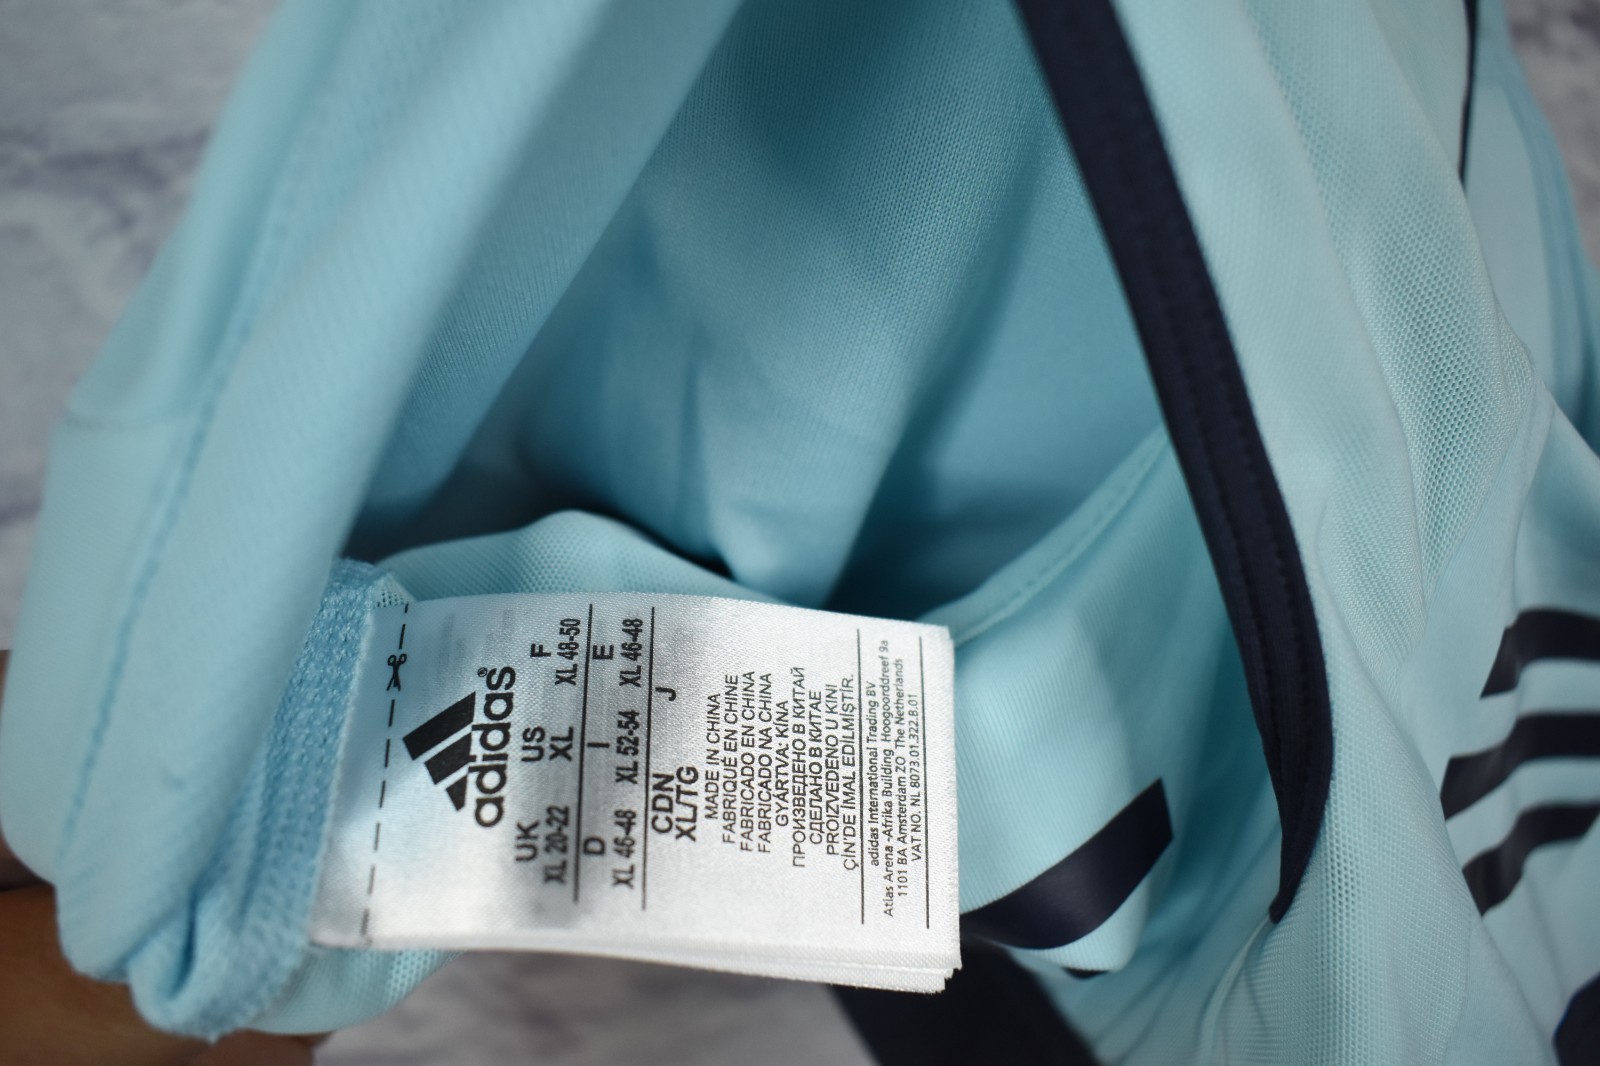 adidas®
UK US F
XL 20-22 XL XL 48-50
D I E
XL 46-48 XL 52-54 XL 46-48
CDN J
XL/TG
MADE IN CHINA
FABRIQUÉ EN CHINE
FABRICADO EN CHINA
FABRICADO NA CHINA
GYÁRTVA: KÍNA
ПРОИЗВЕДЕНО В КИТАЙ
СДЕЛАНО В КИТАЕ
PROIZVEDENO U KINI
ÇİN'DE İMAL EDİLMİŞTİR.
adidas International Trading BV
Atlas Arena -Afrika Building Hoogoorddreef 9a
1101 BA Amsterdam ZO The Netherlands
VAT NO. NL 8073.01.322.B.01